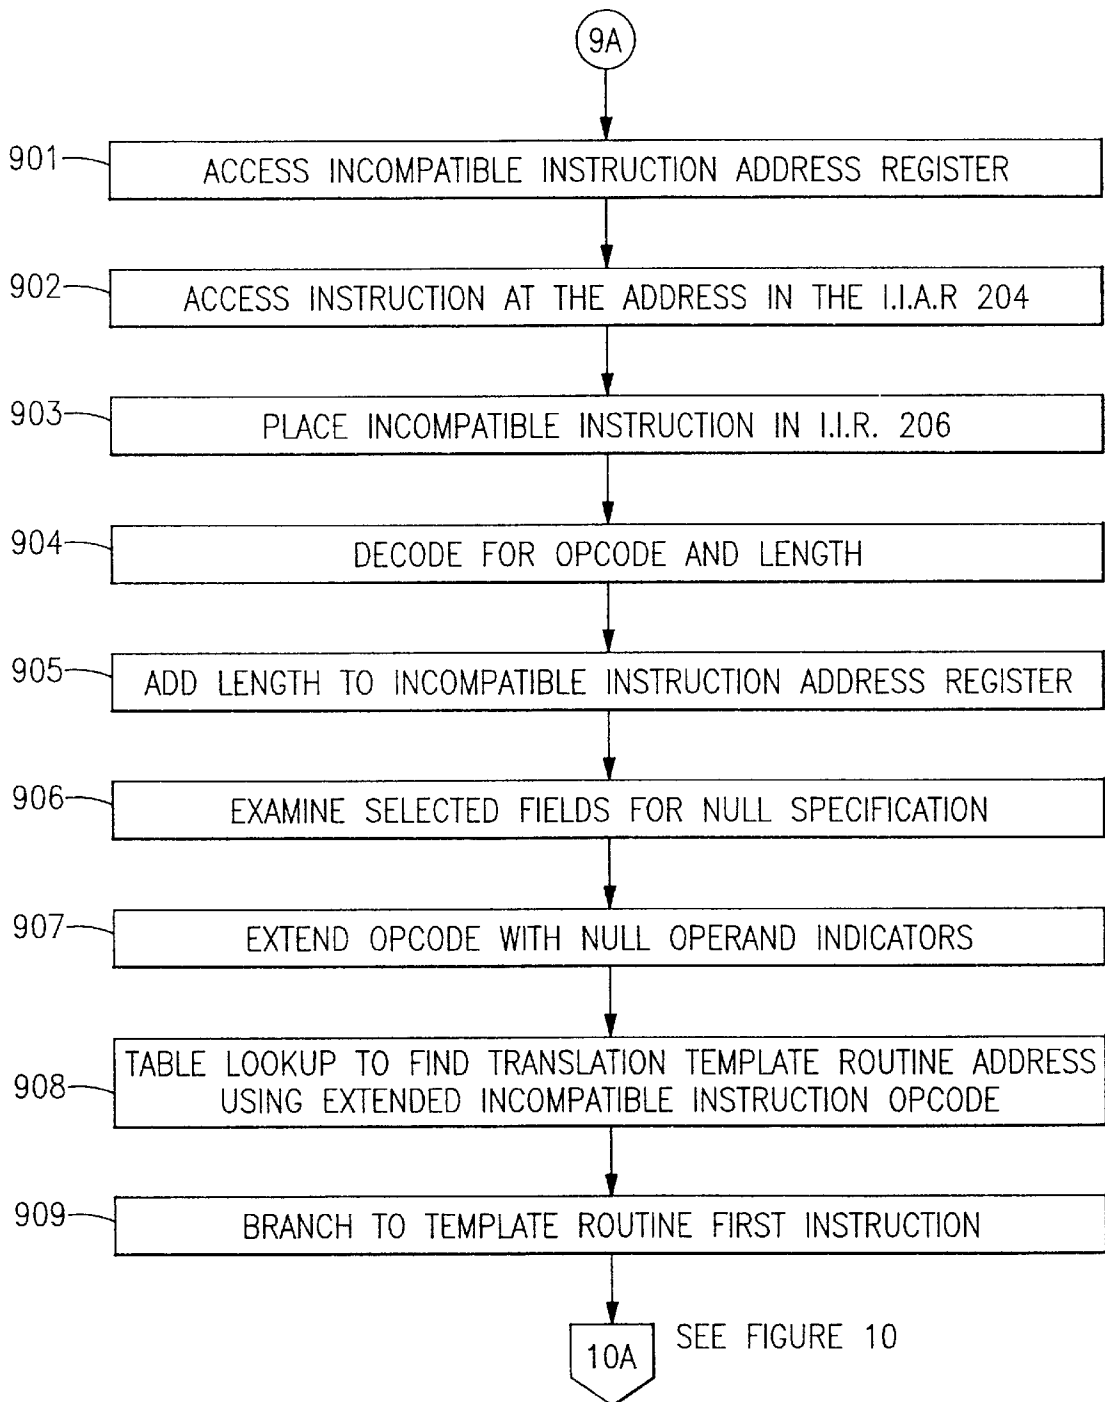 9A
901
ACCESS INCOMPATIBLE INSTRUCTION ADDRESS REGISTER
902
ACCESS INSTRUCTION AT THE ADDRESS IN THE I.I.A.R 204
903
PLACE INCOMPATIBLE INSTRUCTION IN I.I.R. 206
904
DECODE FOR OPCODE AND LENGTH
905
ADD LENGTH TO INCOMPATIBLE INSTRUCTION ADDRESS REGISTER
906
EXAMINE SELECTED FIELDS FOR NULL SPECIFICATION
907
EXTEND OPCODE WITH NULL OPERAND INDICATORS
908
TABLE LOOKUP TO FIND TRANSLATION TEMPLATE ROUTINE ADDRESS
USING EXTENDED INCOMPATIBLE INSTRUCTION OPCODE
909
BRANCH TO TEMPLATE ROUTINE FIRST INSTRUCTION
10A
SEE FIGURE 10